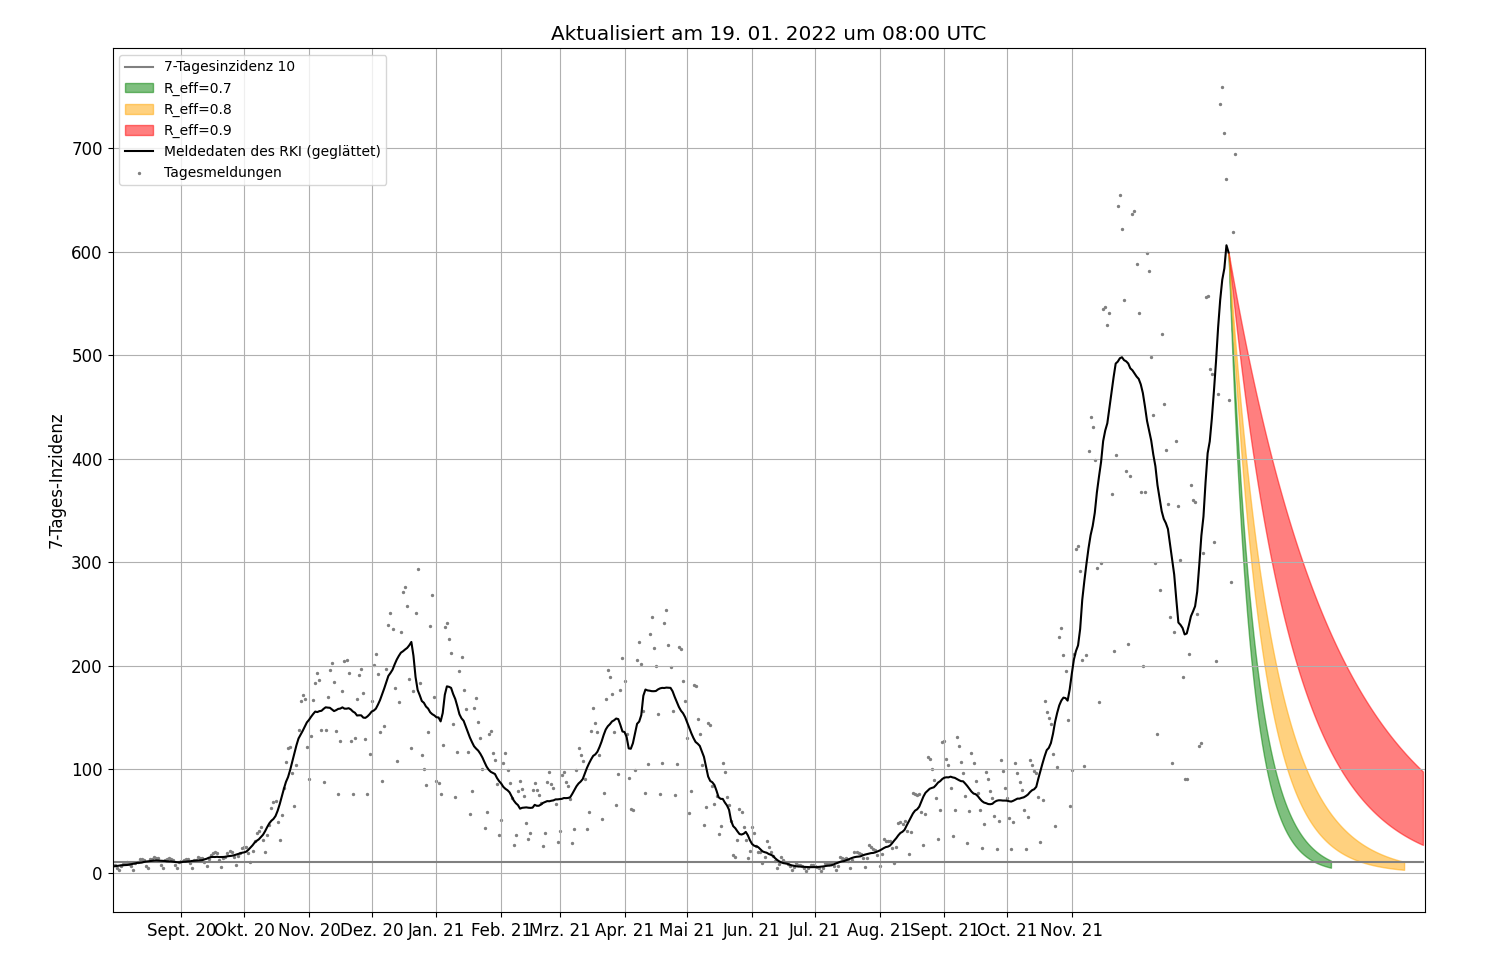 Aktualisiert am 19. 01. 2022 um 08:00 UTC
7-Tagesinzidenz 10
R_eff=0.7
R_eff=0.8
R_eff=0.9
Meldedaten des RKI (geglättet)
Tagesmeldungen
7-Tages-Inzidenz
700
600
500
400
300
200
100
0
Sept. 20 Okt. 20 Nov. 20 Dez. 20 Jan. 21 Feb. 21 Mrz. 21 Apr. 21 Mai 21 Jun. 21 Jul. 21 Aug. 21 Sept. 21 Oct. 21 Nov. 21